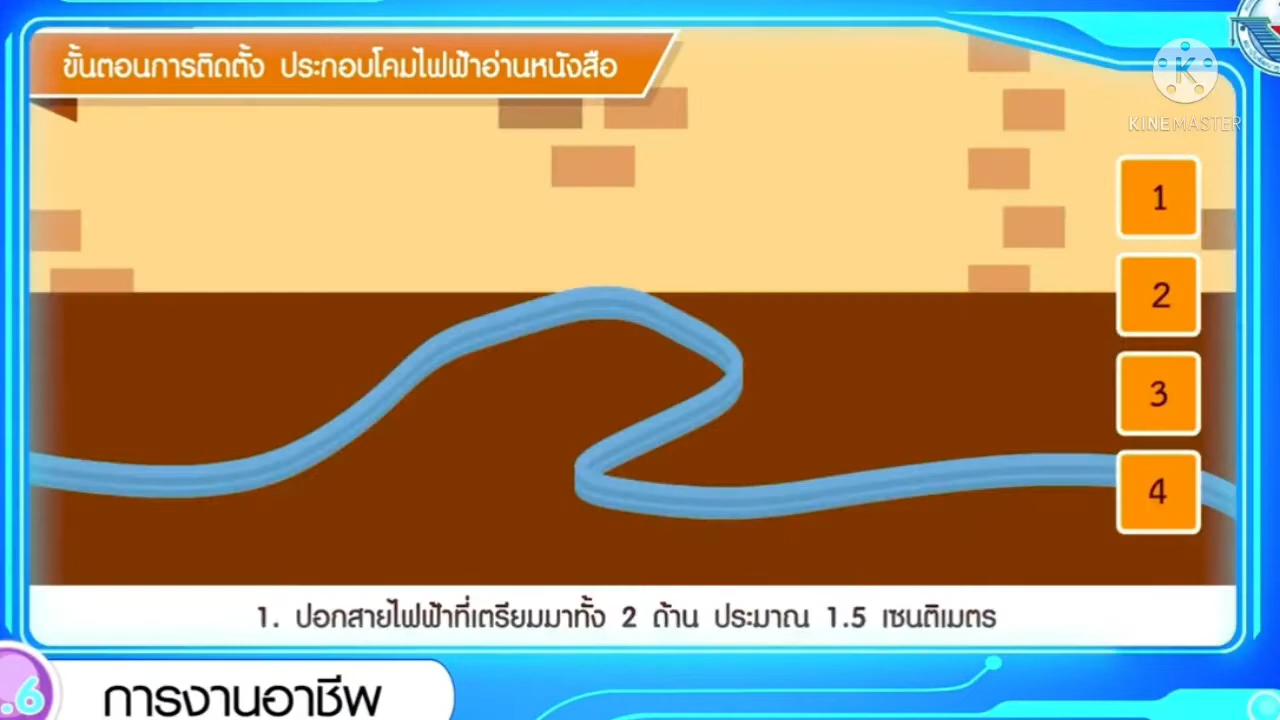 ขั้นตอนการติดตั้ง ประกอบโคมไฟฟ้าอ่านหนังสือ
KINEMASTER
1
2
3
4
1. ปอกสายไฟฟ้าที่เตรียมมาทั้ง 2 ด้าน ประมาณ 1.5 เซนติเมตร
.6
การงานอาชีพ